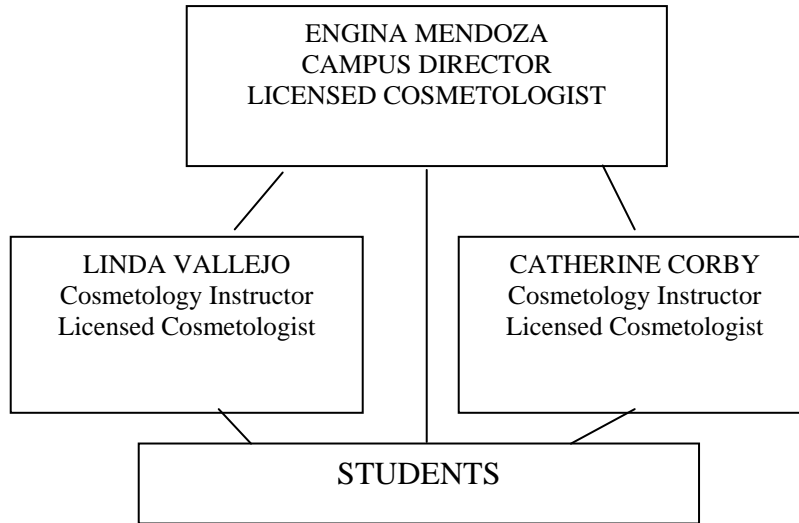 ENGINA MENDOZA
CAMPUS DIRECTOR
LICENSED COSMETOLOGIST
LINDA VALLEJO
Cosmetology Instructor
Licensed Cosmetologist
CATHERINE CORBY
Cosmetology Instructor
Licensed Cosmetologist
STUDENTS